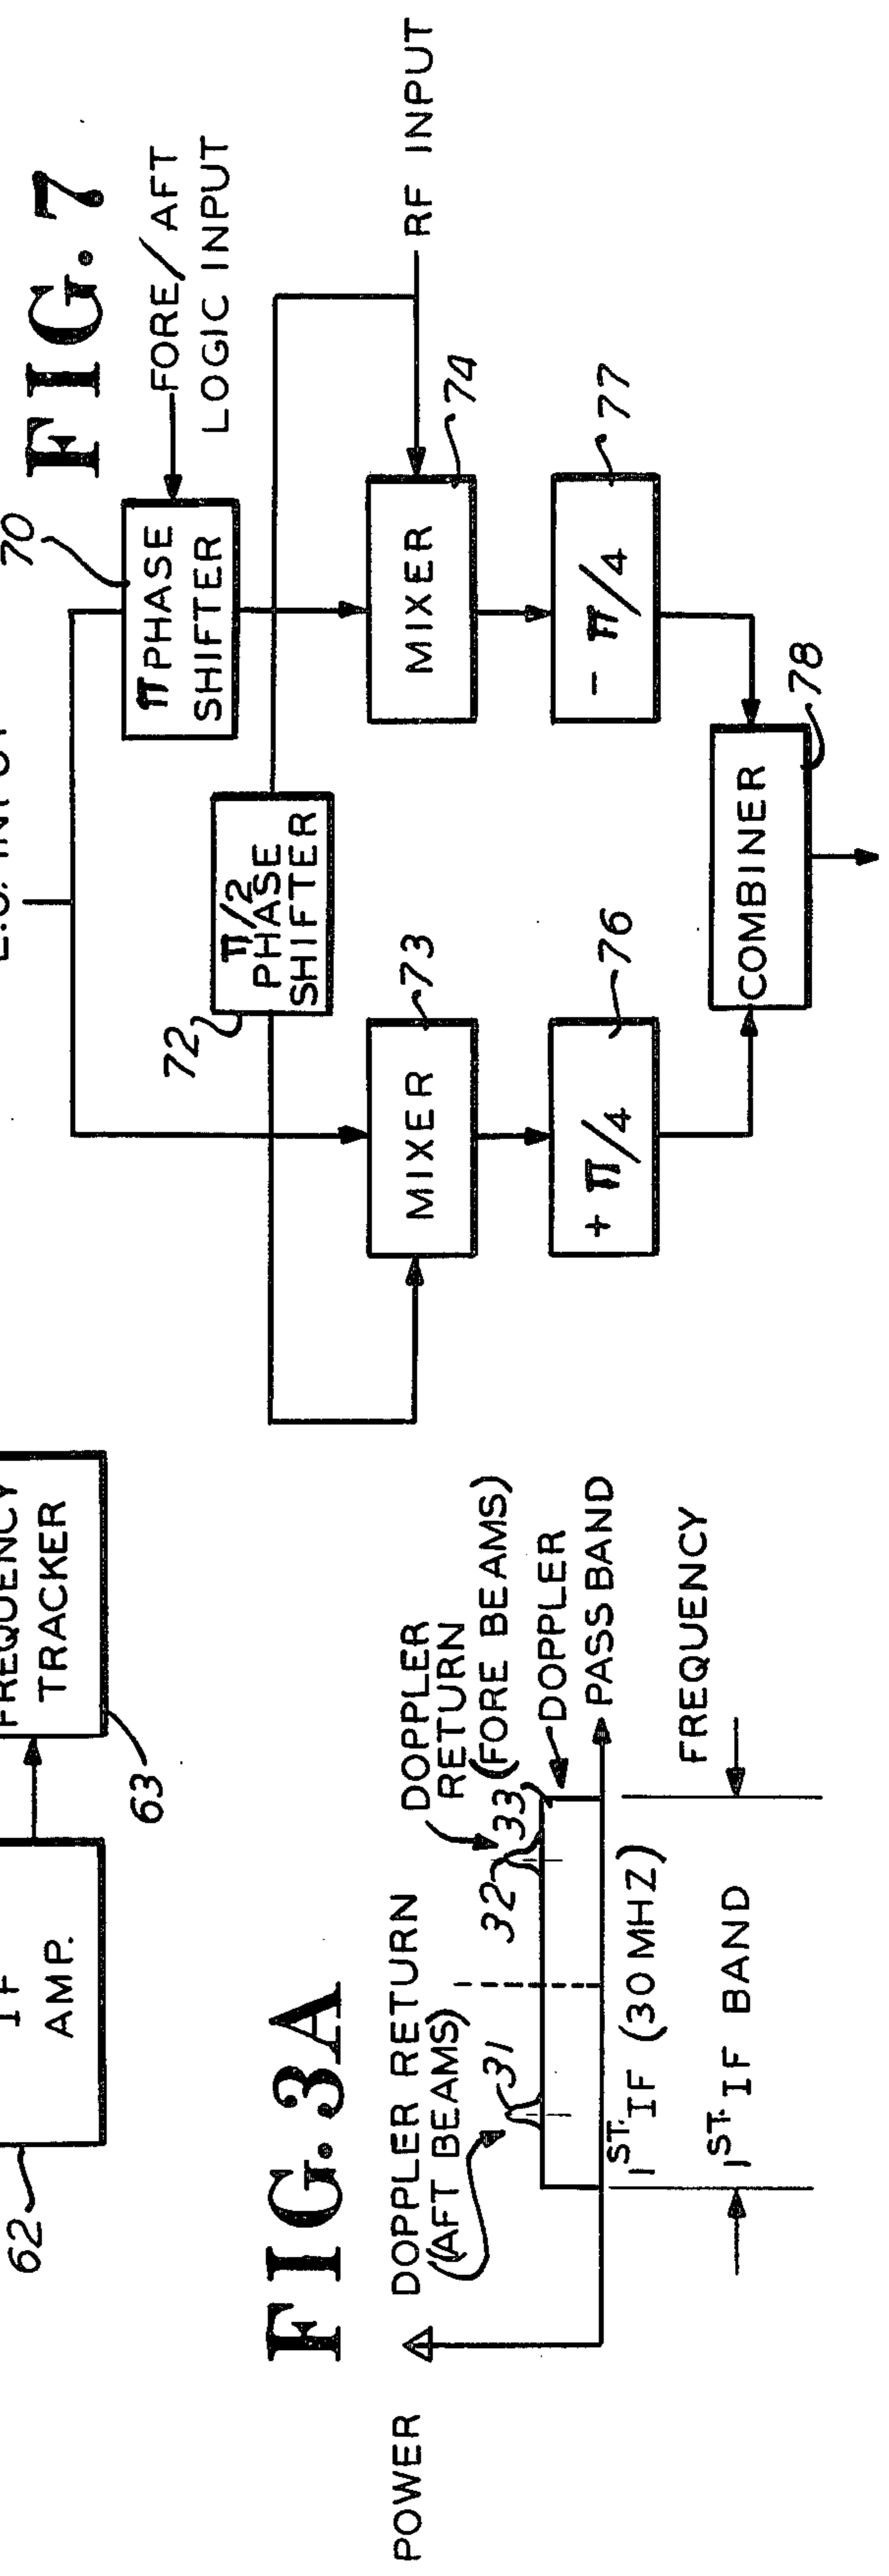 FIG. 7
70
π PHASE
SHIFTER
FORE/AFT
LOGIC INPUT
72
π/2
PHASE
SHIFTER
RF INPUT
MIXER
73
MIXER
74
+ π/4
76
- π/4
77
COMBINER
78
62
IF
AMP.
FREQUENCY
TRACKER
63
FIG. 3A
POWER
DOPPLER RETURN
(AFT BEAMS)
31
DOPPLER
RETURN
(FORE BEAMS)
32
33
DOPPLER
PASS BAND
1ST. IF (30 MHZ)
FREQUENCY
1ST. IF BAND